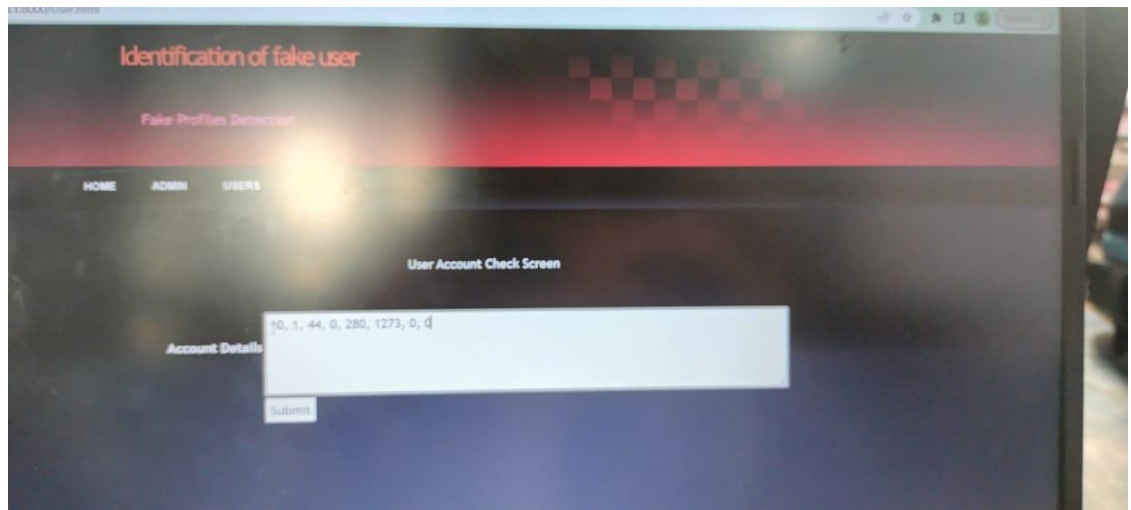 Identification of fake user
Fake Profiles Detection
HOME ADMIN USERS
User Account Check Screen
10, 1, 44, 0, 280, 1273, 0, 0
Account Details
Submit